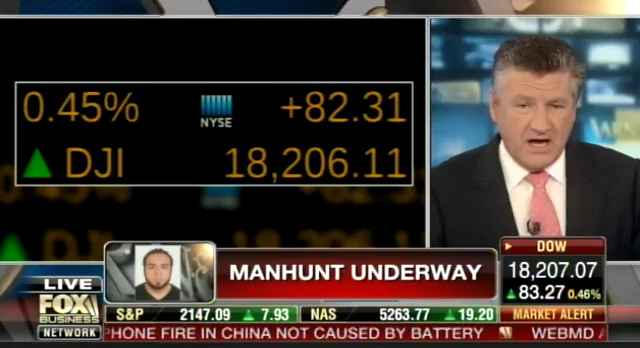 0.45% NYSE +82.31
DJI 18,206.11
MANHUNT UNDERWAY
DOW
18,207.07
83.27 0.46%
LIVE
FOX
BUSINESS
NETWORK
S&P 2147.09 7.93 NAS 5263.77 19.20 MARKET ALERT
PHONE FIRE IN CHINA NOT CAUSED BY BATTERY WEBMD